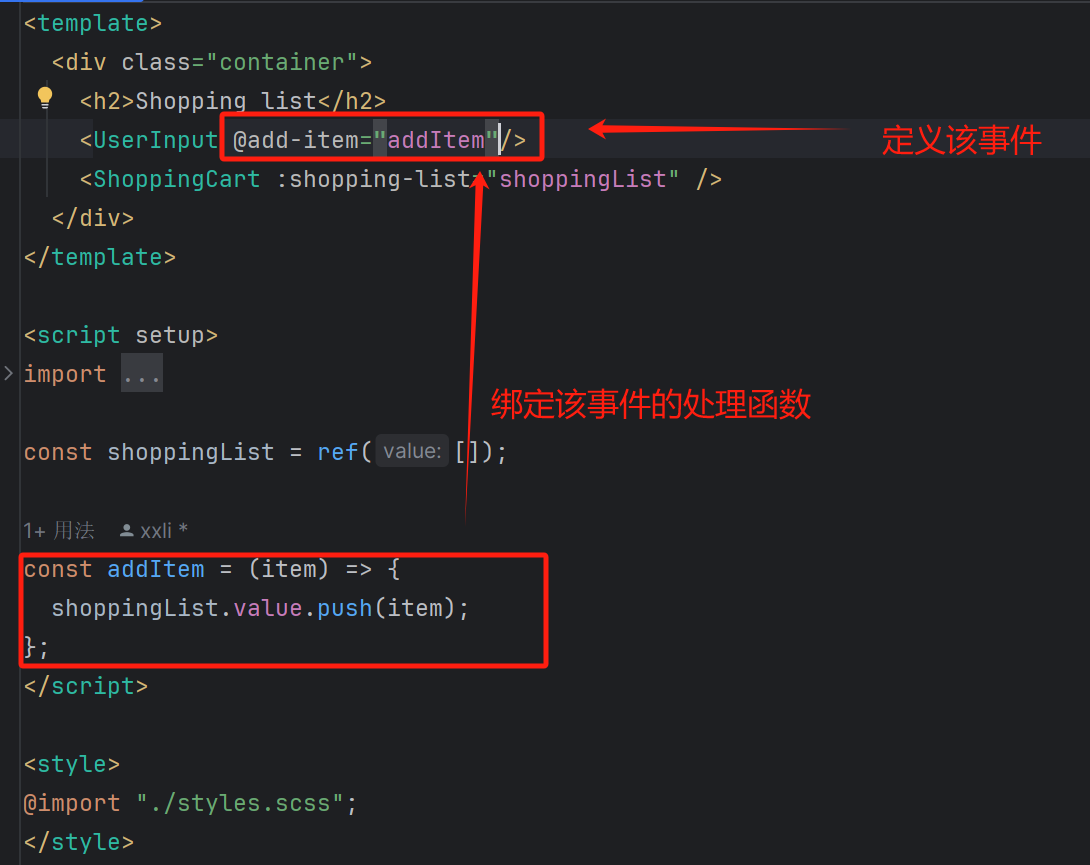 <template>
<div class="container">
<h2>Shopping list</h2>
<UserInput @add-item="addItem"/>
定义该事件
<ShoppingCart :shopping-list="shoppingList" />
</div>
</template>
<script setup>
import ...
绑定该事件的处理函数
const shoppingList = ref( value: []);
1+ 用法 xxli *
const addItem = (item) => {
shoppingList.value.push(item);
};
</script>
<style>
@import "./styles.scss";
</style>